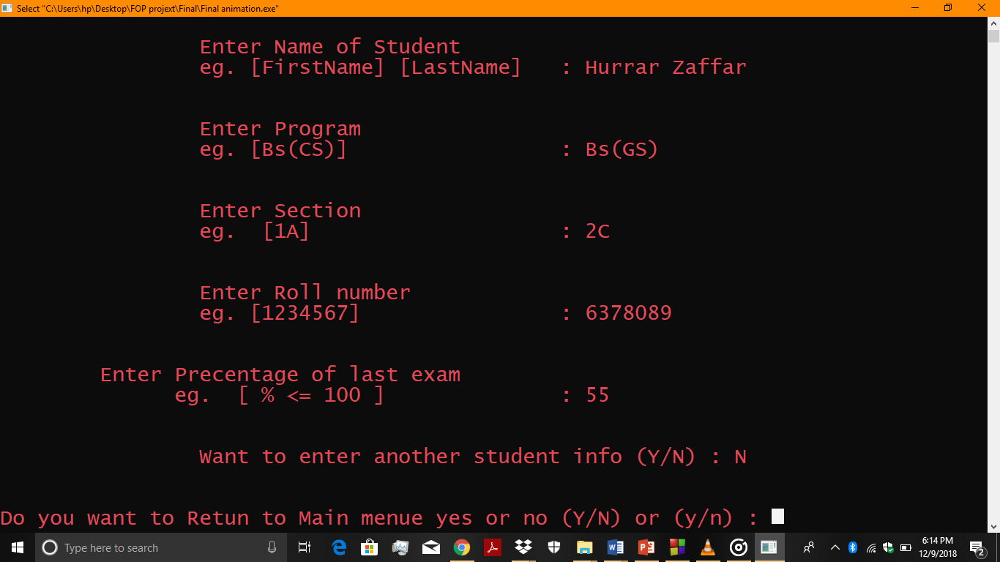 Select "C:\Users\hp\Desktop\FOP projext\Final\Final animation.exe"
Enter Name of Student
eg. [FirstName] [LastName] : Hurrar Zaffar
Enter Program
eg. [Bs(CS)] : Bs(GS)
Enter Section
eg. [1A] : 2C
Enter Roll number
eg. [1234567] : 6378089
Enter Precentage of last exam
eg. [ % <= 100 ] : 55
Want to enter another student info (Y/N) : N
Do you want to Retun to Main menue yes or no (Y/N) or (y/n) :
Type here to search
6:14 PM
12/9/2018
2